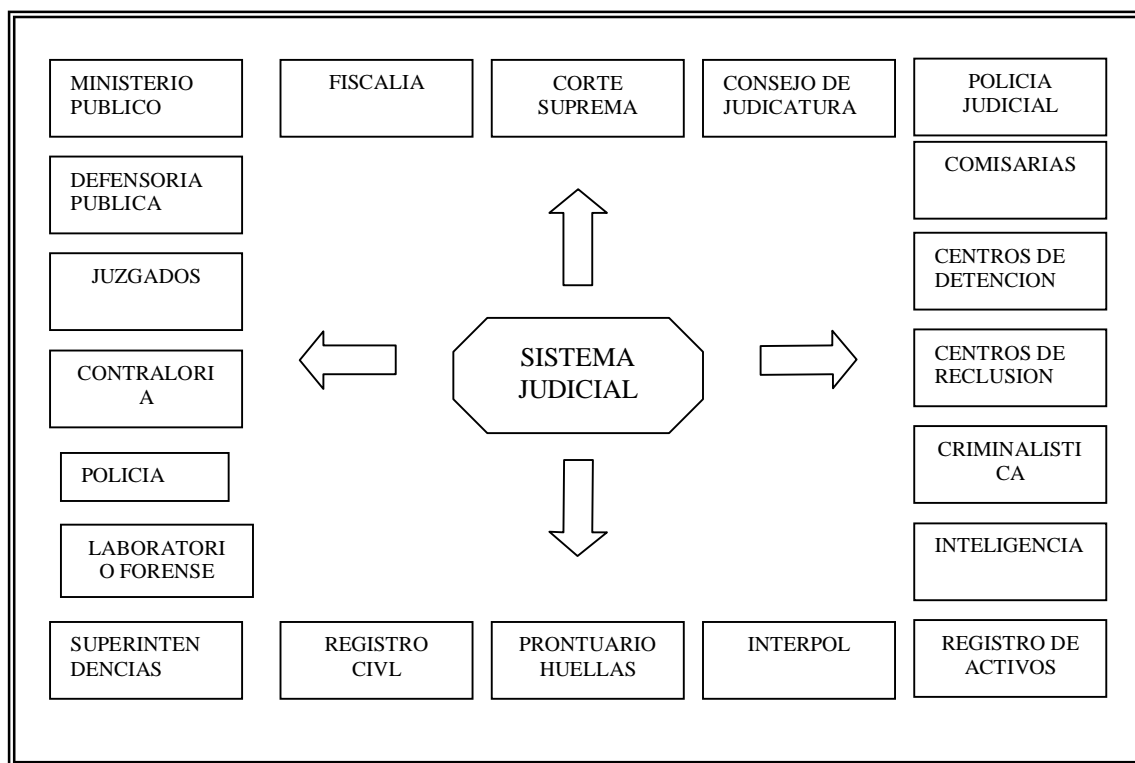 MINISTERIO
PUBLICO
FISCALIA
CORTE
SUPREMA
CONSEJO DE
JUDICATURA
POLICIA
JUDICIAL
DEFENSORIA
PUBLICA
COMISARIAS
JUZGADOS
CENTROS DE
DETENCION
CONTRALORI
A
SISTEMA
JUDICIAL
CENTROS DE
RECLUSION
POLICIA
CRIMINALISTI
CA
LABORATORI
O FORENSE
INTELIGENCIA
SUPERINTEN
DENCIAS
REGISTRO
CIVL
PRONTUARIO
HUELLAS
INTERPOL
REGISTRO DE
ACTIVOS